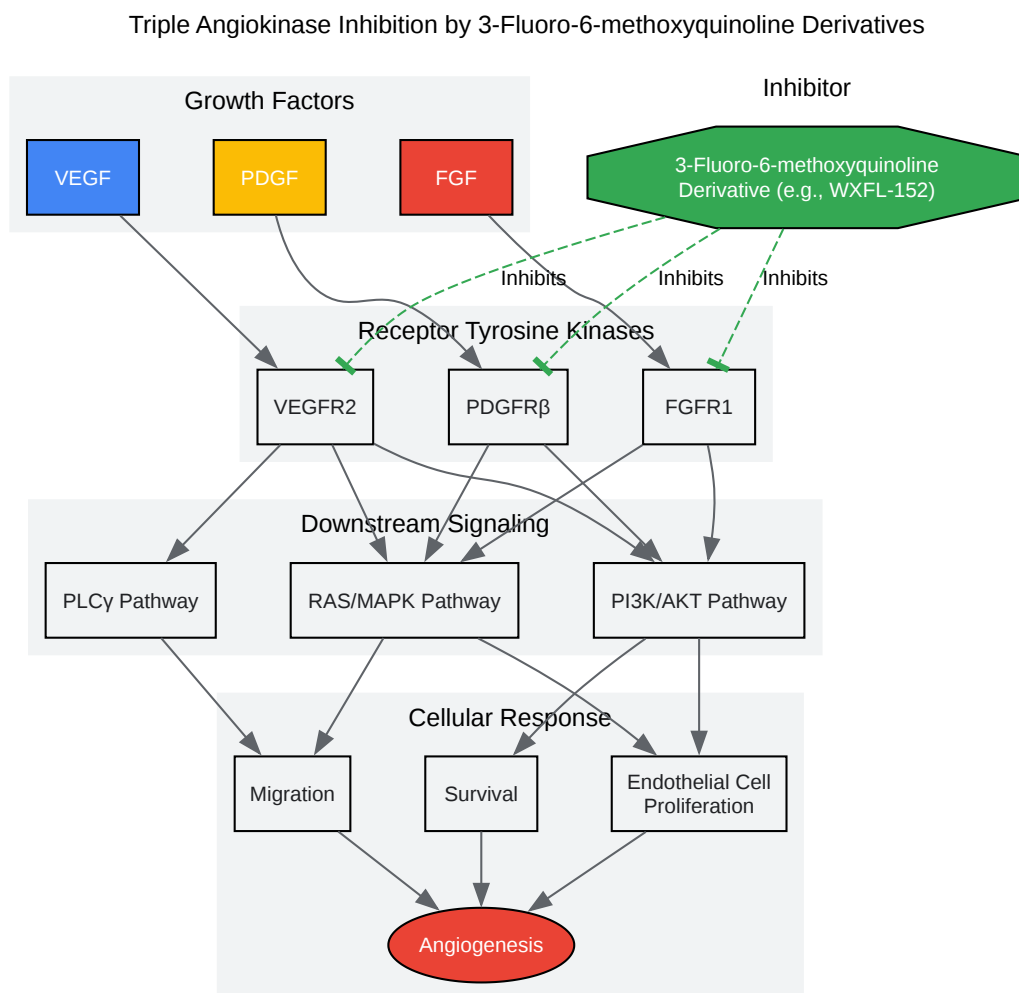 Triple Angiokinase Inhibition by 3-Fluoro-6-methoxyquinoline Derivatives
Growth Factors
Inhibitor
VEGF
PDGF
FGF
3-Fluoro-6-methoxyquinoline
Derivative (e.g., WXFL-152)
Inhibits
Inhibits
Inhibits
Receptor Tyrosine Kinases
VEGFR2
PDGFRβ
FGFR1
Downstream Signaling
PLCγ Pathway
RAS/MAPK Pathway
PI3K/AKT Pathway
Cellular Response
Migration
Survival
Endothelial Cell
Proliferation
Angiogenesis